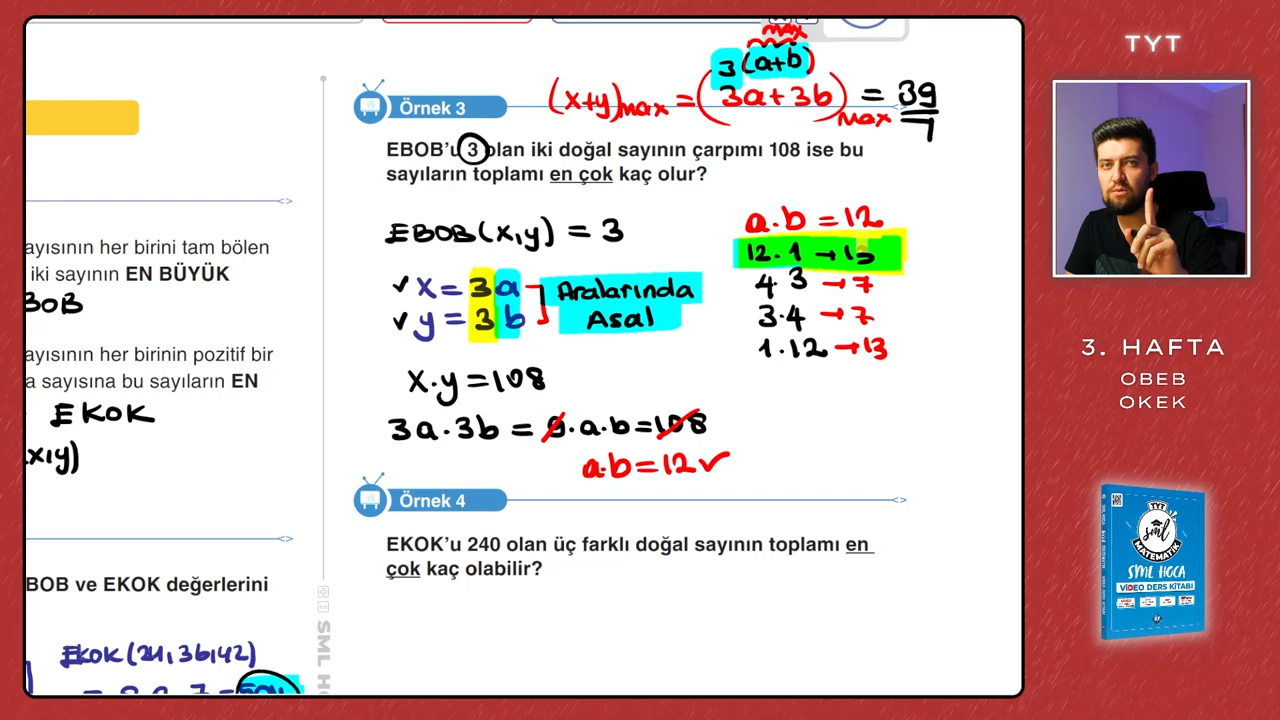 max
3(a+b)
(x+y)max = (3a+3b)max = 39
Örnek 3
EBOB'u 3 olan iki doğal sayının çarpımı 108 ise bu
sayıların toplamı en çok kaç olur?
EBOB(x,y) = 3
x = 3a
y = 3b
Aralarında
Asal
x.y = 108
3a.3b = 9.a.b = 108
a.b = 12 ✓
a.b = 12
12.1 → 13
4.3 → 7
3.4 → 7
1.12 → 13
Örnek 4
EKOK'u 240 olan üç farklı doğal sayının toplamı en
çok kaç olabilir?
ayısının her birini tam bölen
iki sayının EN BÜYÜK
BOB
ayısının her birinin pozitif bir
a sayısına bu sayıların EN
EKOK
x,y)
BOB ve EKOK değerlerini
EKOK(24,36,42)
SML H
TYT
3. HAFTA
OBEB
OKEK
TYT
sml
MATEMATİK
SML HOCA
VİDEO DERS KİTABI